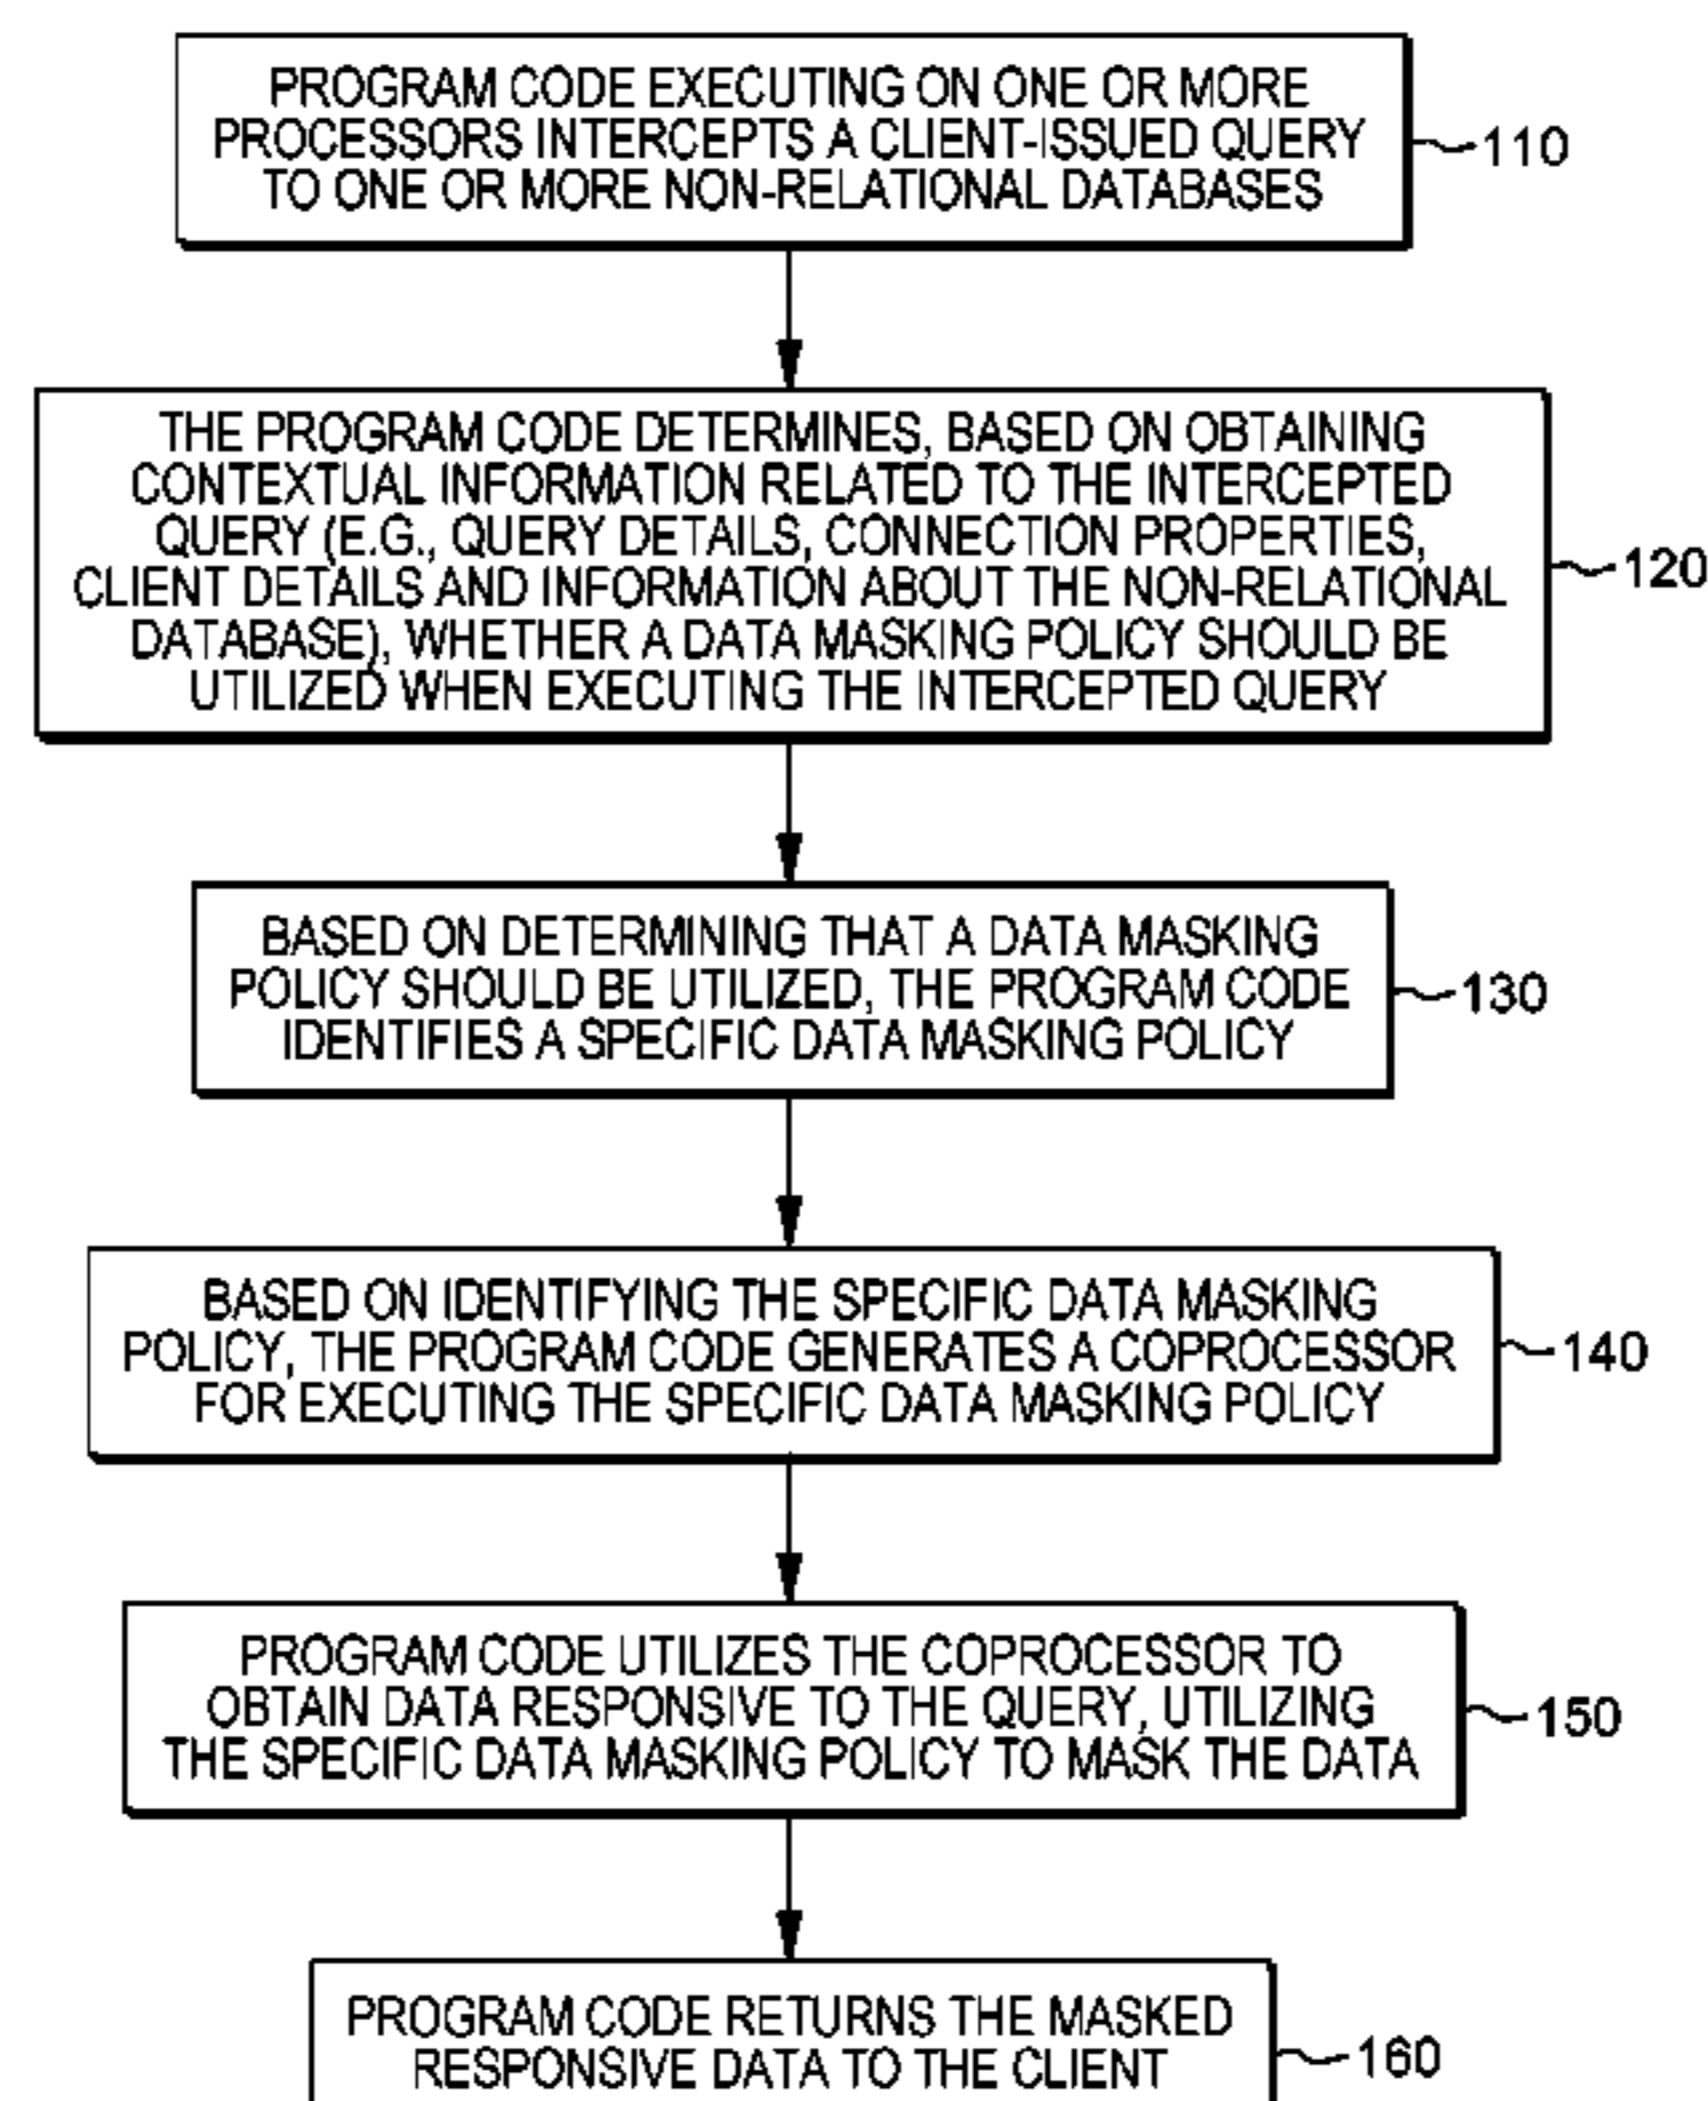 PROGRAM CODE EXECUTING ON ONE OR MORE
PROCESSORS INTERCEPTS A CLIENT-ISSUED QUERY
TO ONE OR MORE NON-RELATIONAL DATABASES
110
THE PROGRAM CODE DETERMINES, BASED ON OBTAINING
CONTEXTUAL INFORMATION RELATED TO THE INTERCEPTED
QUERY (E.G., QUERY DETAILS, CONNECTION PROPERTIES,
CLIENT DETAILS AND INFORMATION ABOUT THE NON-RELATIONAL
DATABASE), WHETHER A DATA MASKING POLICY SHOULD BE
UTILIZED WHEN EXECUTING THE INTERCEPTED QUERY
120
BASED ON DETERMINING THAT A DATA MASKING
POLICY SHOULD BE UTILIZED, THE PROGRAM CODE
IDENTIFIES A SPECIFIC DATA MASKING POLICY
130
BASED ON IDENTIFYING THE SPECIFIC DATA MASKING
POLICY, THE PROGRAM CODE GENERATES A COPROCESSOR
FOR EXECUTING THE SPECIFIC DATA MASKING POLICY
140
PROGRAM CODE UTILIZES THE COPROCESSOR TO
OBTAIN DATA RESPONSIVE TO THE QUERY, UTILIZING
THE SPECIFIC DATA MASKING POLICY TO MASK THE DATA
150
PROGRAM CODE RETURNS THE MASKED
RESPONSIVE DATA TO THE CLIENT
160